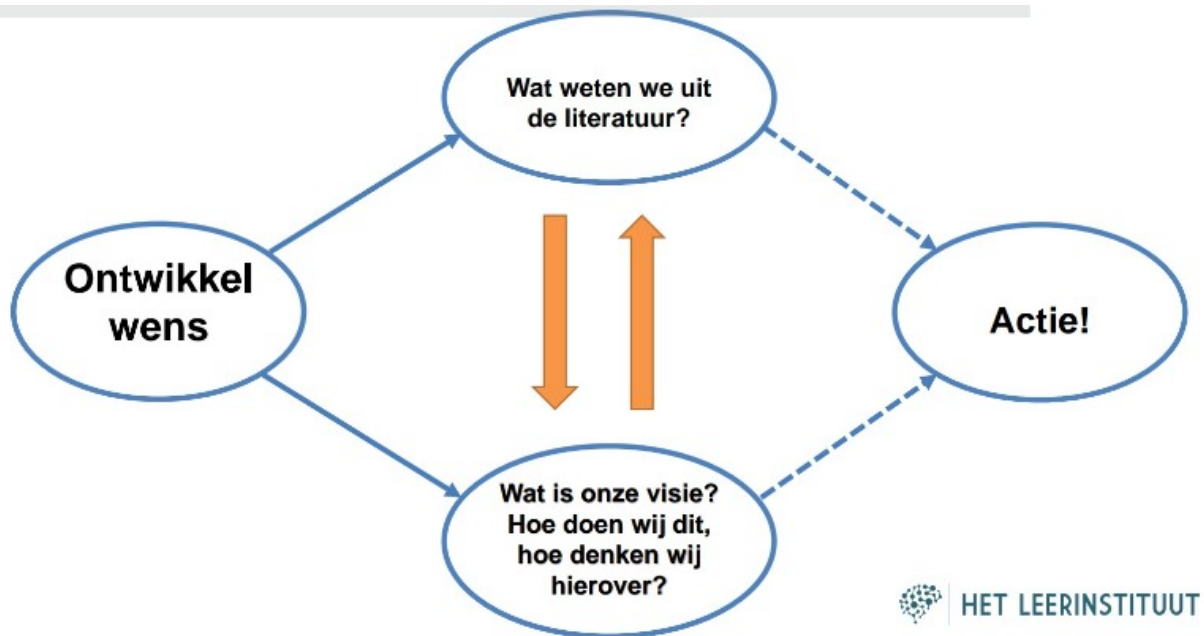 Wat weten we uit
de literatuur?
Ontwikkel
wens
Actie!
Wat is onze visie?
Hoe doen wij dit,
hoe denken wij
hierover?
HET LEERINSTITUUT